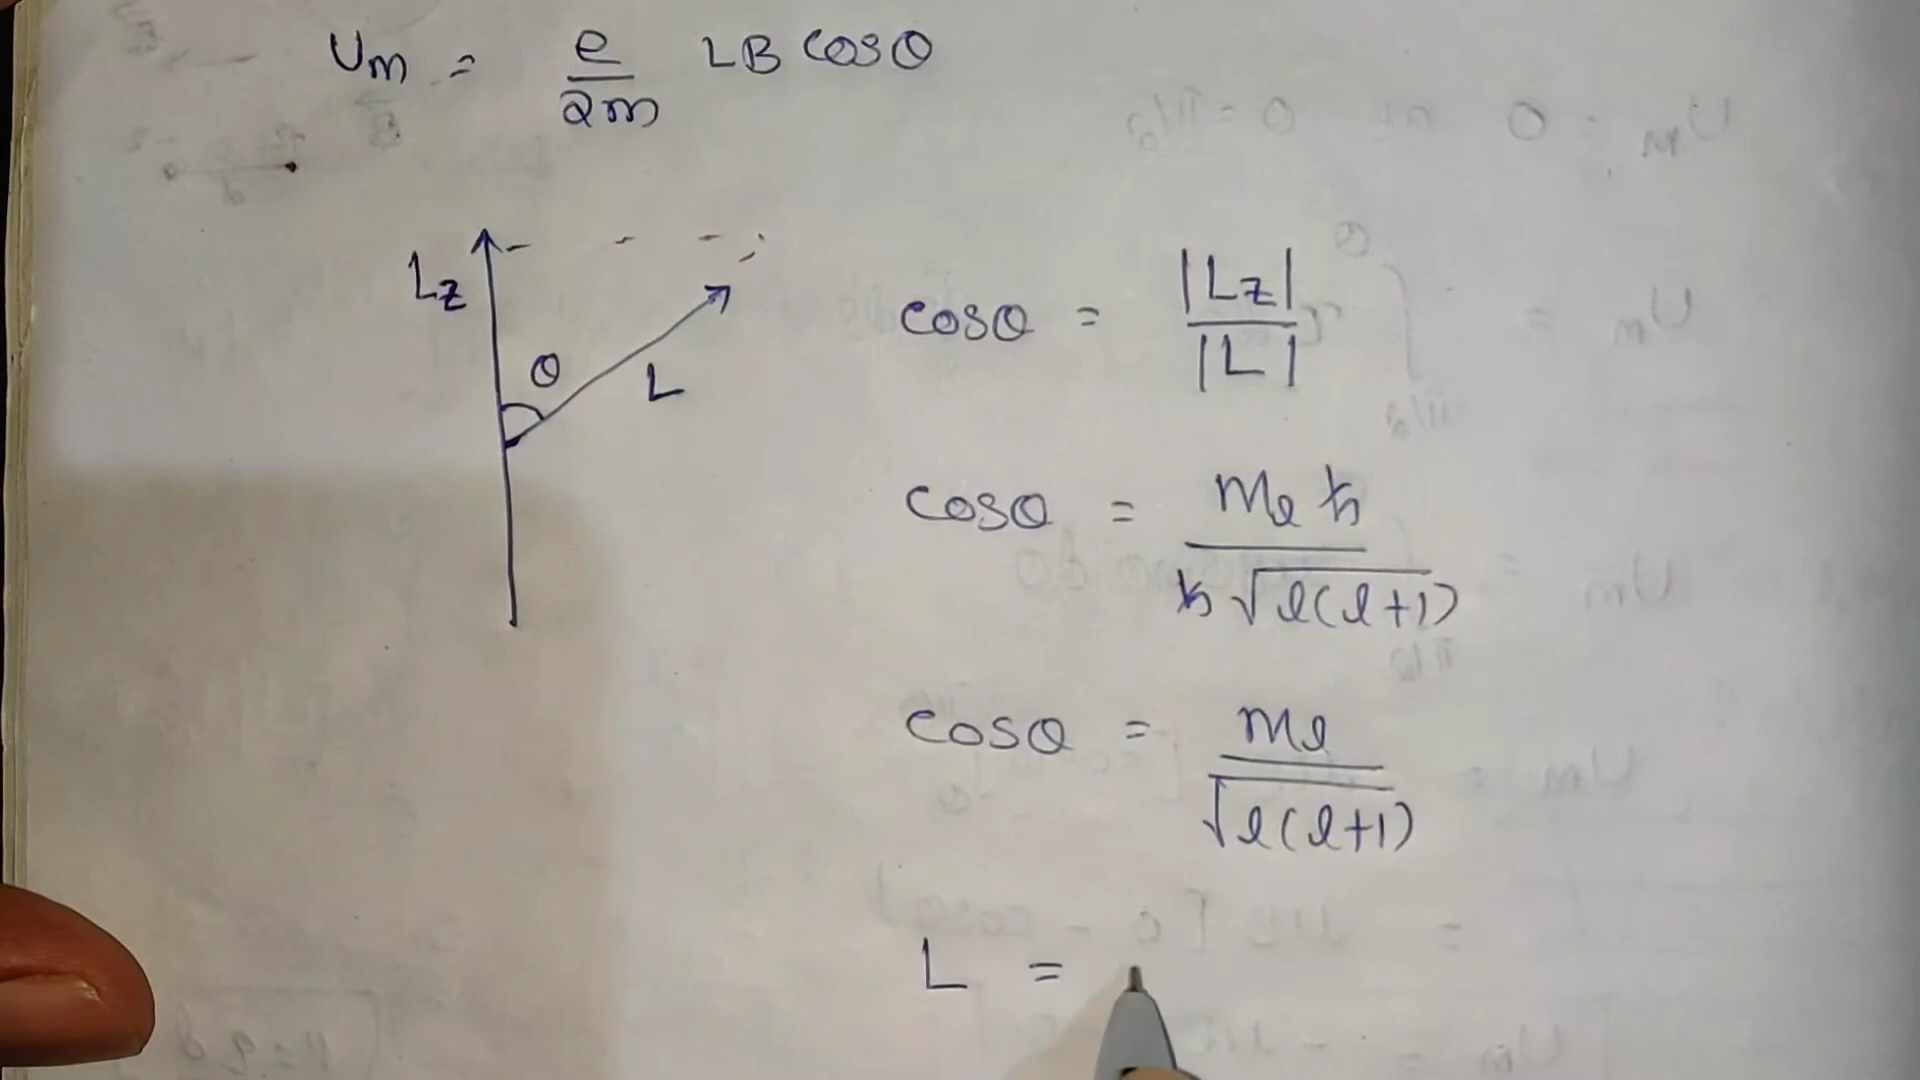 Um = e/2m LB cosθ
Lz
θ
L
cosθ = |Lz|/|L|
cosθ = ml ħ / ħ√l(l+1)
cosθ = ml / √l(l+1)
L =